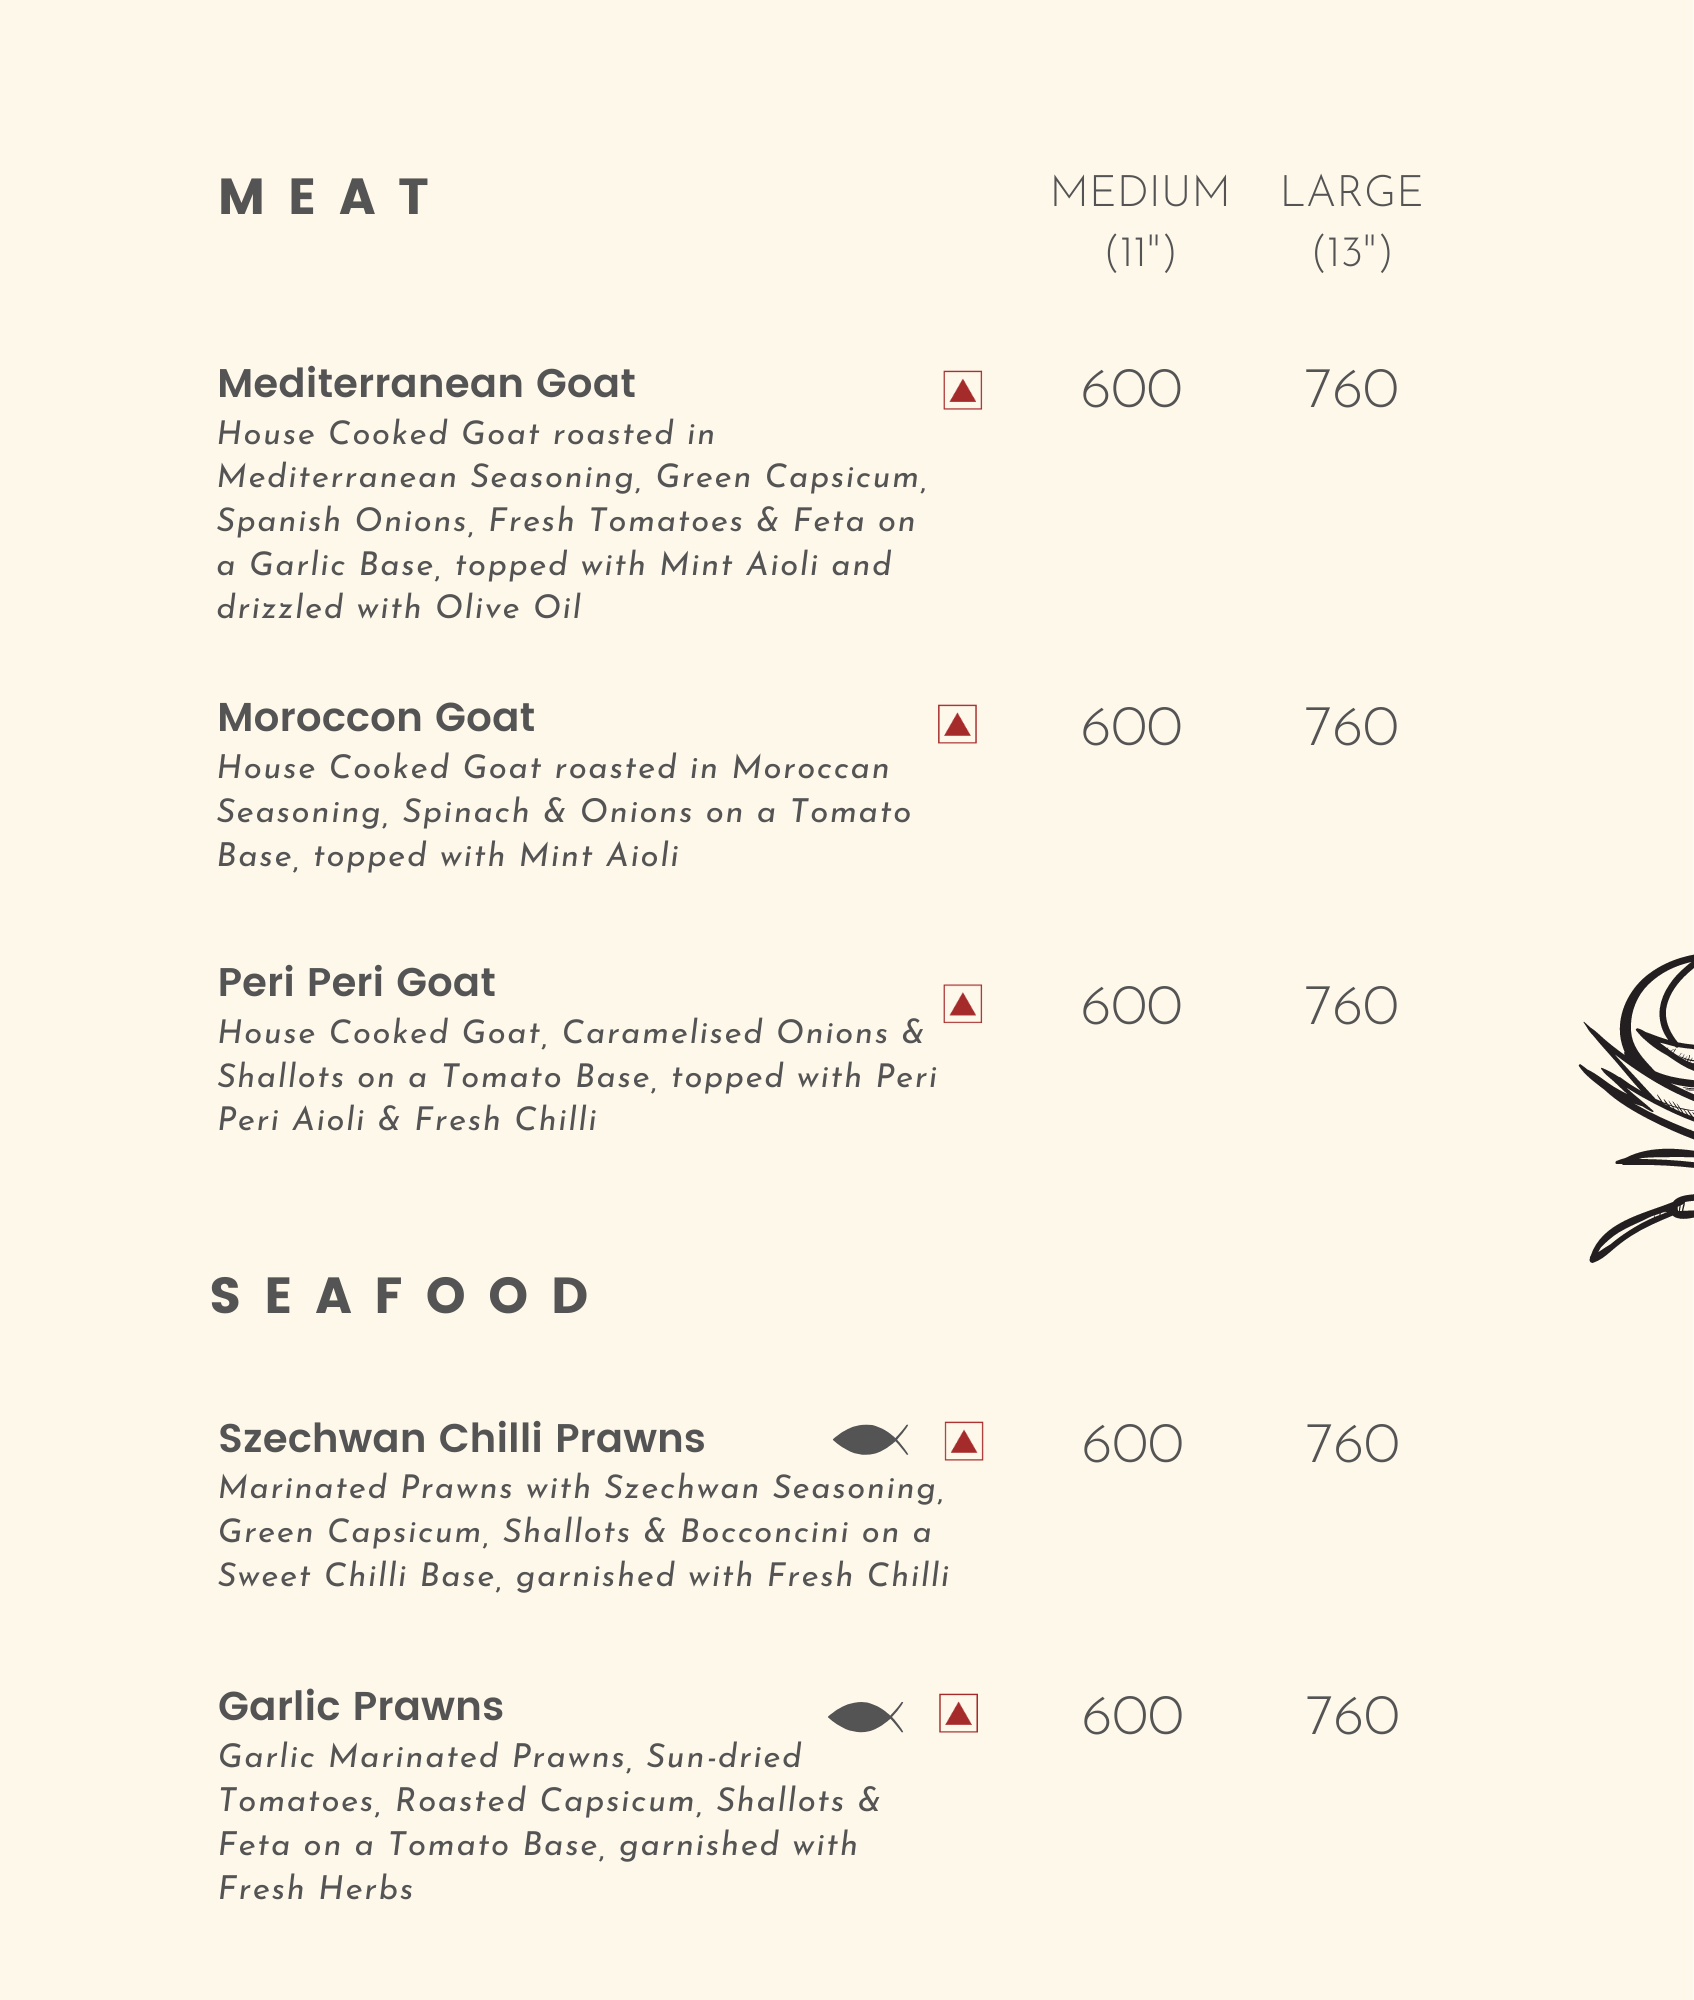 MEAT
MEDIUM LARGE
(11") (13")
Mediterranean Goat 600 760
House Cooked Goat roasted in
Mediterranean Seasoning, Green Capsicum,
Spanish Onions, Fresh Tomatoes & Feta on
a Garlic Base, topped with Mint Aioli and
drizzled with Olive Oil
Moroccon Goat 600 760
House Cooked Goat roasted in Moroccan
Seasoning, Spinach & Onions on a Tomato
Base, topped with Mint Aioli
Peri Peri Goat 600 760
House Cooked Goat, Caramelised Onions &
Shallots on a Tomato Base, topped with Peri
Peri Aioli & Fresh Chilli
SEAFOOD
Szechwan Chilli Prawns 600 760
Marinated Prawns with Szechwan Seasoning,
Green Capsicum, Shallots & Bocconcini on a
Sweet Chilli Base, garnished with Fresh Chilli
Garlic Prawns 600 760
Garlic Marinated Prawns, Sun-dried
Tomatoes, Roasted Capsicum, Shallots &
Feta on a Tomato Base, garnished with
Fresh Herbs